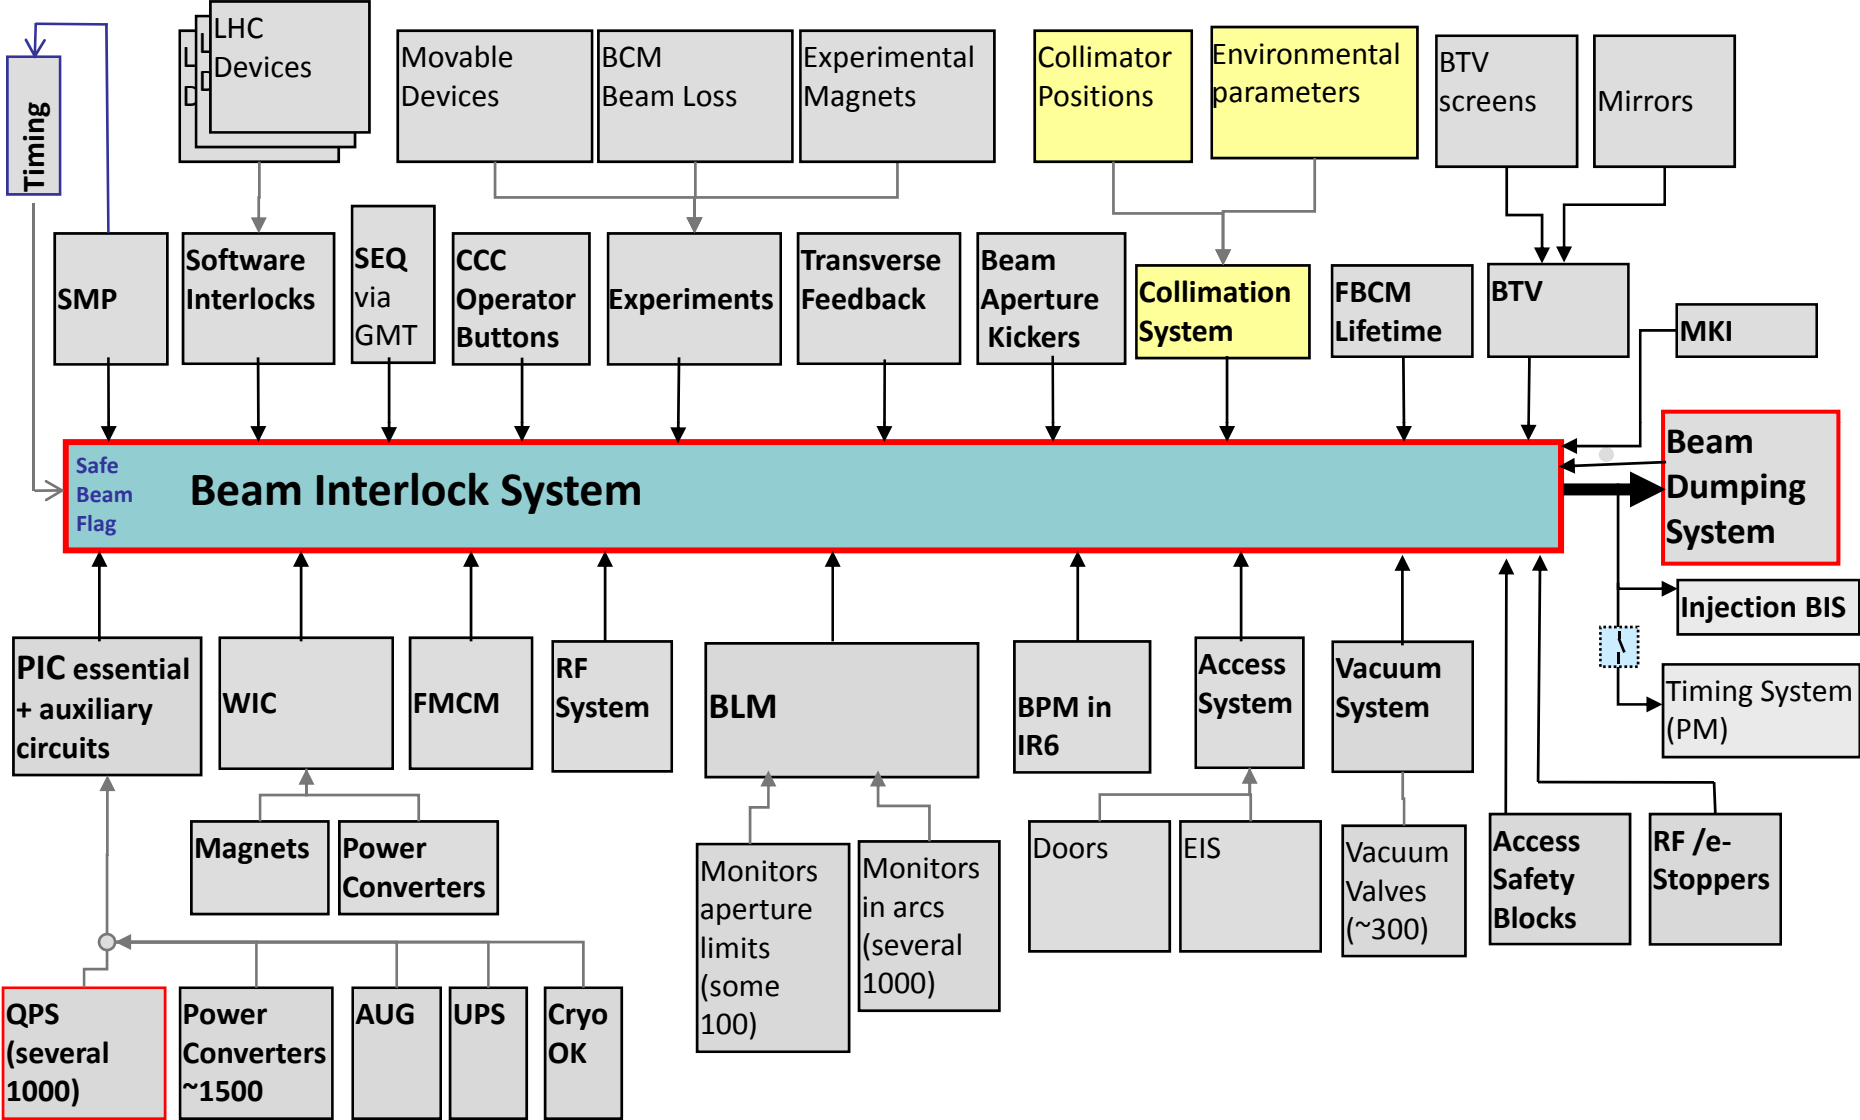 LHC
Devices
L
D
L
D
Timing
Movable
Devices
BCM
Beam Loss
Experimental
Magnets
Collimator
Positions
Environmental
parameters
BTV
screens
Mirrors
SMP
Software
Interlocks
SEQ
via
GMT
CCC
Operator
Buttons
Experiments
Transverse
Feedback
Beam
Aperture
Kickers
Collimation
System
FBCM
Lifetime
BTV
MKI
Safe
Beam
Flag
Beam Interlock System
Beam
Dumping
System
Injection BIS
Timing System
(PM)
PIC essential
+ auxiliary
circuits
WIC
FMCM
RF
System
BLM
BPM in
IR6
Access
System
Vacuum
System
Magnets
Power
Converters
Monitors
aperture
limits
(some
100)
Monitors
in arcs
(several
1000)
Doors
EIS
Vacuum
Valves
(~300)
Access
Safety
Blocks
RF /e-
Stoppers
QPS
(several
1000)
Power
Converters
~1500
AUG
UPS
Cryo
OK